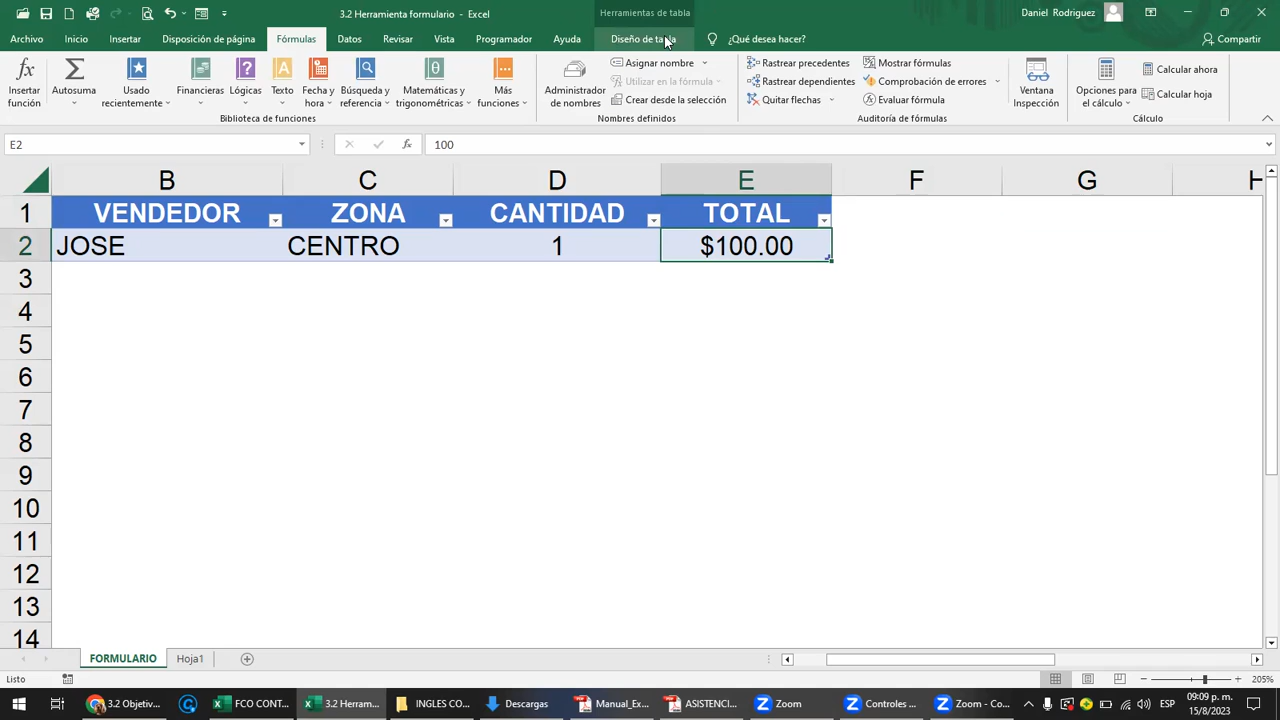 3.2 Herramienta formulario - Excel
Herramientas de tabla
Daniel Rodriguez
Archivo Inicio Insertar Disposición de página Fórmulas Datos Revisar Vista Programador Ayuda Diseño de tabla ¿Qué desea hacer? Compartir
Insertar función
Autosuma
Usado recientemente
Financieras
Lógicas
Texto
Fecha y hora
Búsqueda y referencia
Matemáticas y trigonométricas
Más funciones
Biblioteca de funciones
Administrador de nombres
Asignar nombre
Utilizar en la fórmula
Crear desde la selección
Nombres definidos
Rastrear precedentes
Rastrear dependientes
Quitar flechas
Mostrar fórmulas
Comprobación de errores
Evaluar fórmula
Auditoría de fórmulas
Ventana Inspección
Opciones para el cálculo
Calcular ahora
Calcular hoja
Cálculo
E2 fx 100
B C D E F G H
1 VENDEDOR ZONA CANTIDAD TOTAL
2 JOSE CENTRO 1 $100.00
3
4
5
6
7
8
9
10
11
12
13
14
FORMULARIO Hoja1
Listo 205%
3.2 Objetiv... FCO CONT... 3.2 Herram... INGLES CO... Descargas Manual_Ex... ASISTENCI... Zoom Controles ... Zoom - Co... ESP 09:09 p. m.
15/8/2023